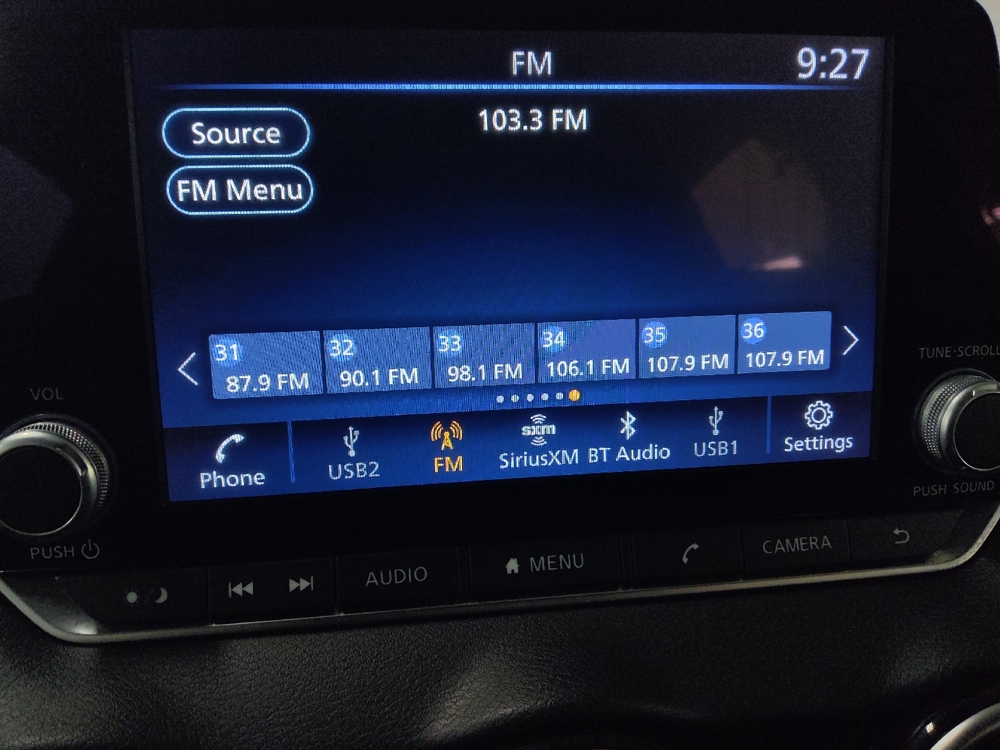 FM 9:27
103.3 FM
Source
FM Menu
31 32 33 34 35 36
87.9 FM 90.1 FM 98.1 FM 106.1 FM 107.9 FM 107.9 FM
Phone USB2 FM sxm SiriusXM BT Audio USB1 Settings
VOL
PUSH
TUNE·SCROLL
PUSH SOUND
AUDIO MENU CAMERA